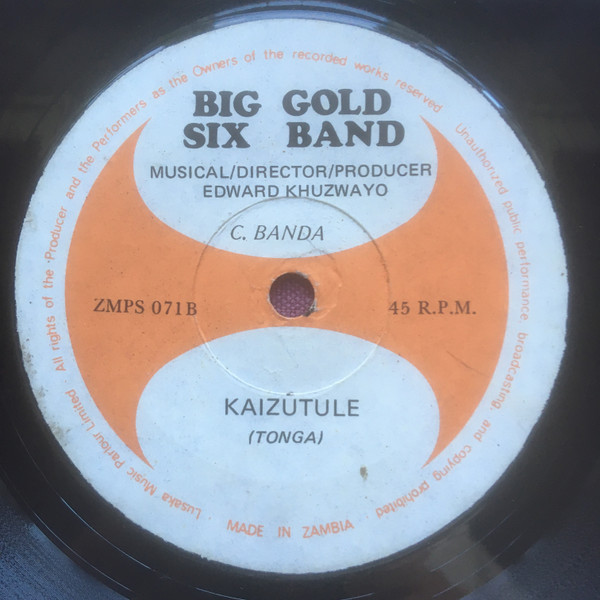 BIG GOLD
SIX BAND
MUSICAL/DIRECTOR/PRODUCER
EDWARD KHUZWAYO
C. BANDA
ZMPS 071B
45 R.P.M.
KAIZUTULE
(TONGA)
All rights of the Producer and the Performers as the Owners of the recorded works reserved
Unauthorized public performance broadcasting, and copying prohibited
Lusaka Music Parlour Limited
MADE IN ZAMBIA